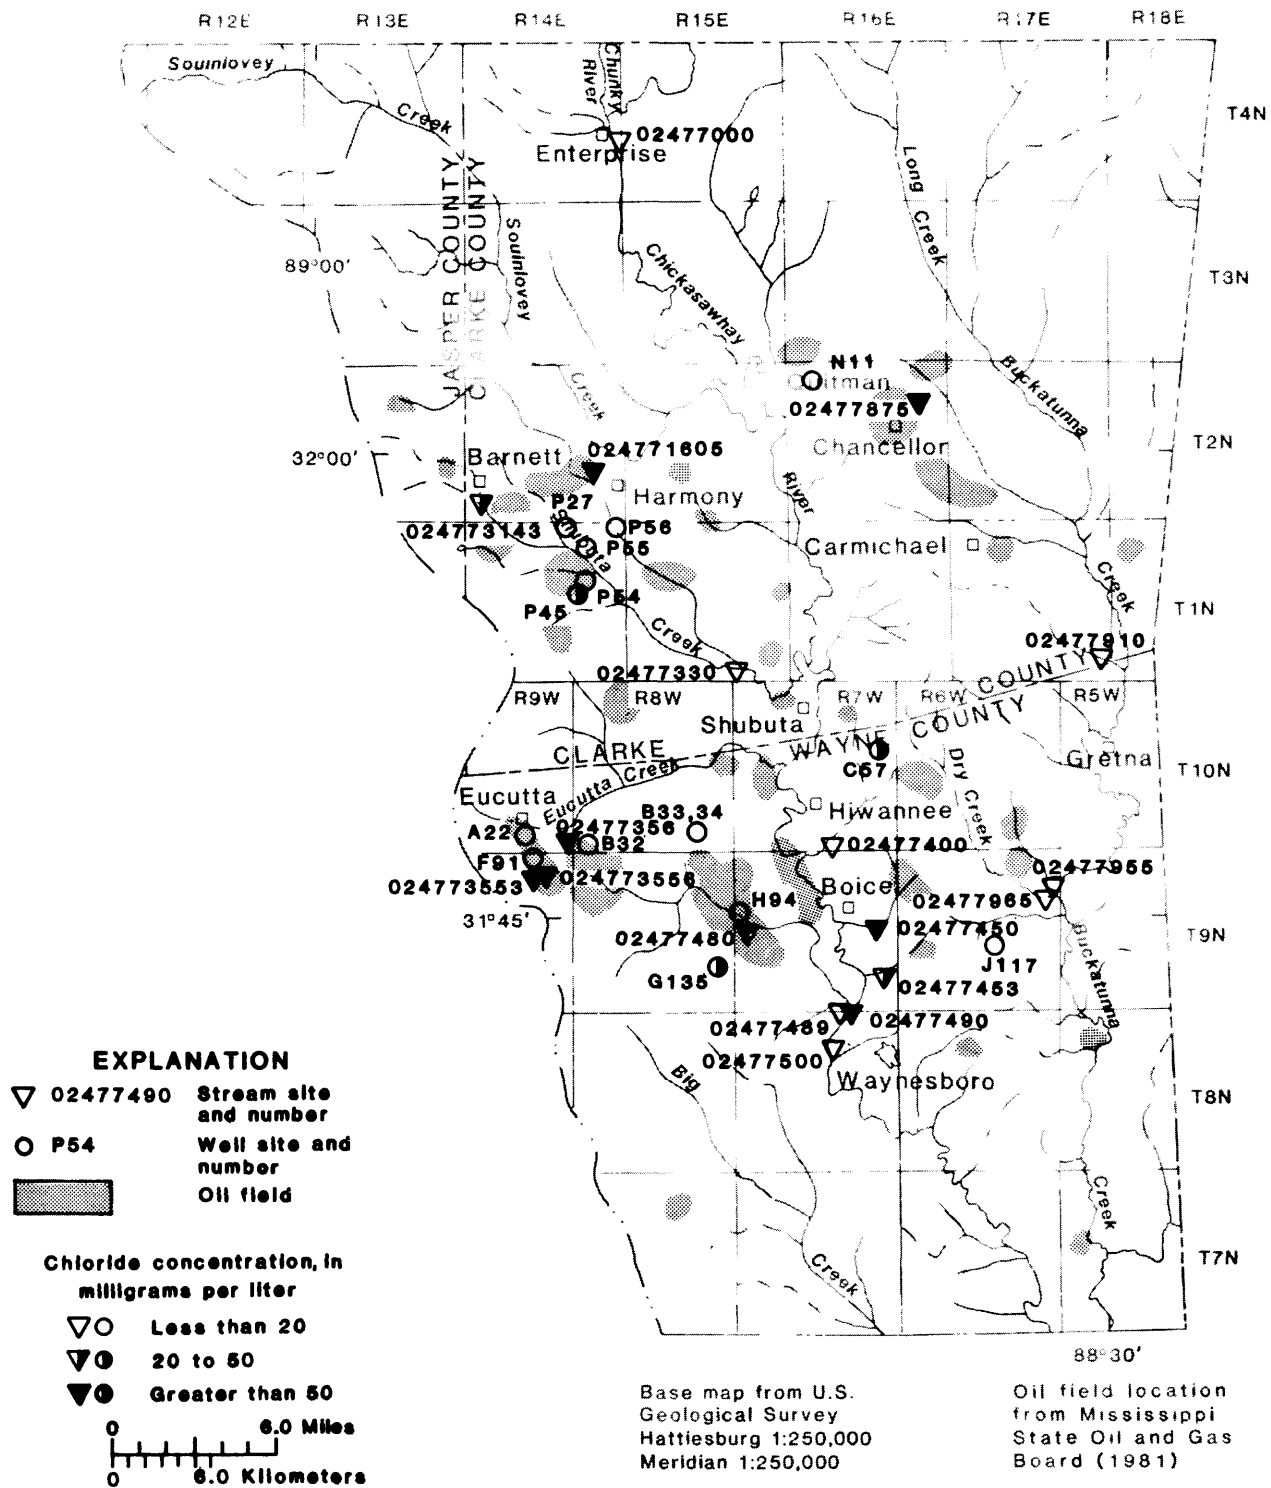 R12E R13E R14E R15E R16E R17E R18E
Souinlovey
Creek
Chunky
River
02477000
Enterprise
T4N
Long
Creek
JASPER COUNTY
CLARKE COUNTY
Souinlovey
89°00'
Chickasawhay
T3N
N11
Quitman
02477875
Chancellor
Buckatunna
Creek
T2N
32°00'
Barnett
024771605
P27
Harmony
River
024773143
Shubuta
P56
P55
Carmichael
P54
P45
Creek
Creek
T1N
02477910
02477330
COUNTY
R9W R8W R7W R6W R5W
Shubuta
COUNTY
CLARKE
WAYNE
C57
Dry Creek
Gretna
T10N
Eucutta
Eucutta Creek
B33,34
Hiwannee
A22
02477356
B32
02477400
F91
024773553
024773556
Boice
02477955
02477965
H94
31°45'
02477480
02477450
J117
T9N
G135
02477453
Buckatunna
02477489
02477490
02477500
Waynesboro
Big
T8N
Creek
Creek
T7N
88°30'
EXPLANATION
02477490 Stream site
and number
P54 Well site and
number
Oil field
Chloride concentration, in
milligrams per liter
Less than 20
20 to 50
Greater than 50
0 6.0 Miles
0 6.0 Kilometers
Base map from U.S.
Geological Survey
Hattiesburg 1:250,000
Meridian 1:250,000
Oil field location
from Mississippi
State Oil and Gas
Board (1981)